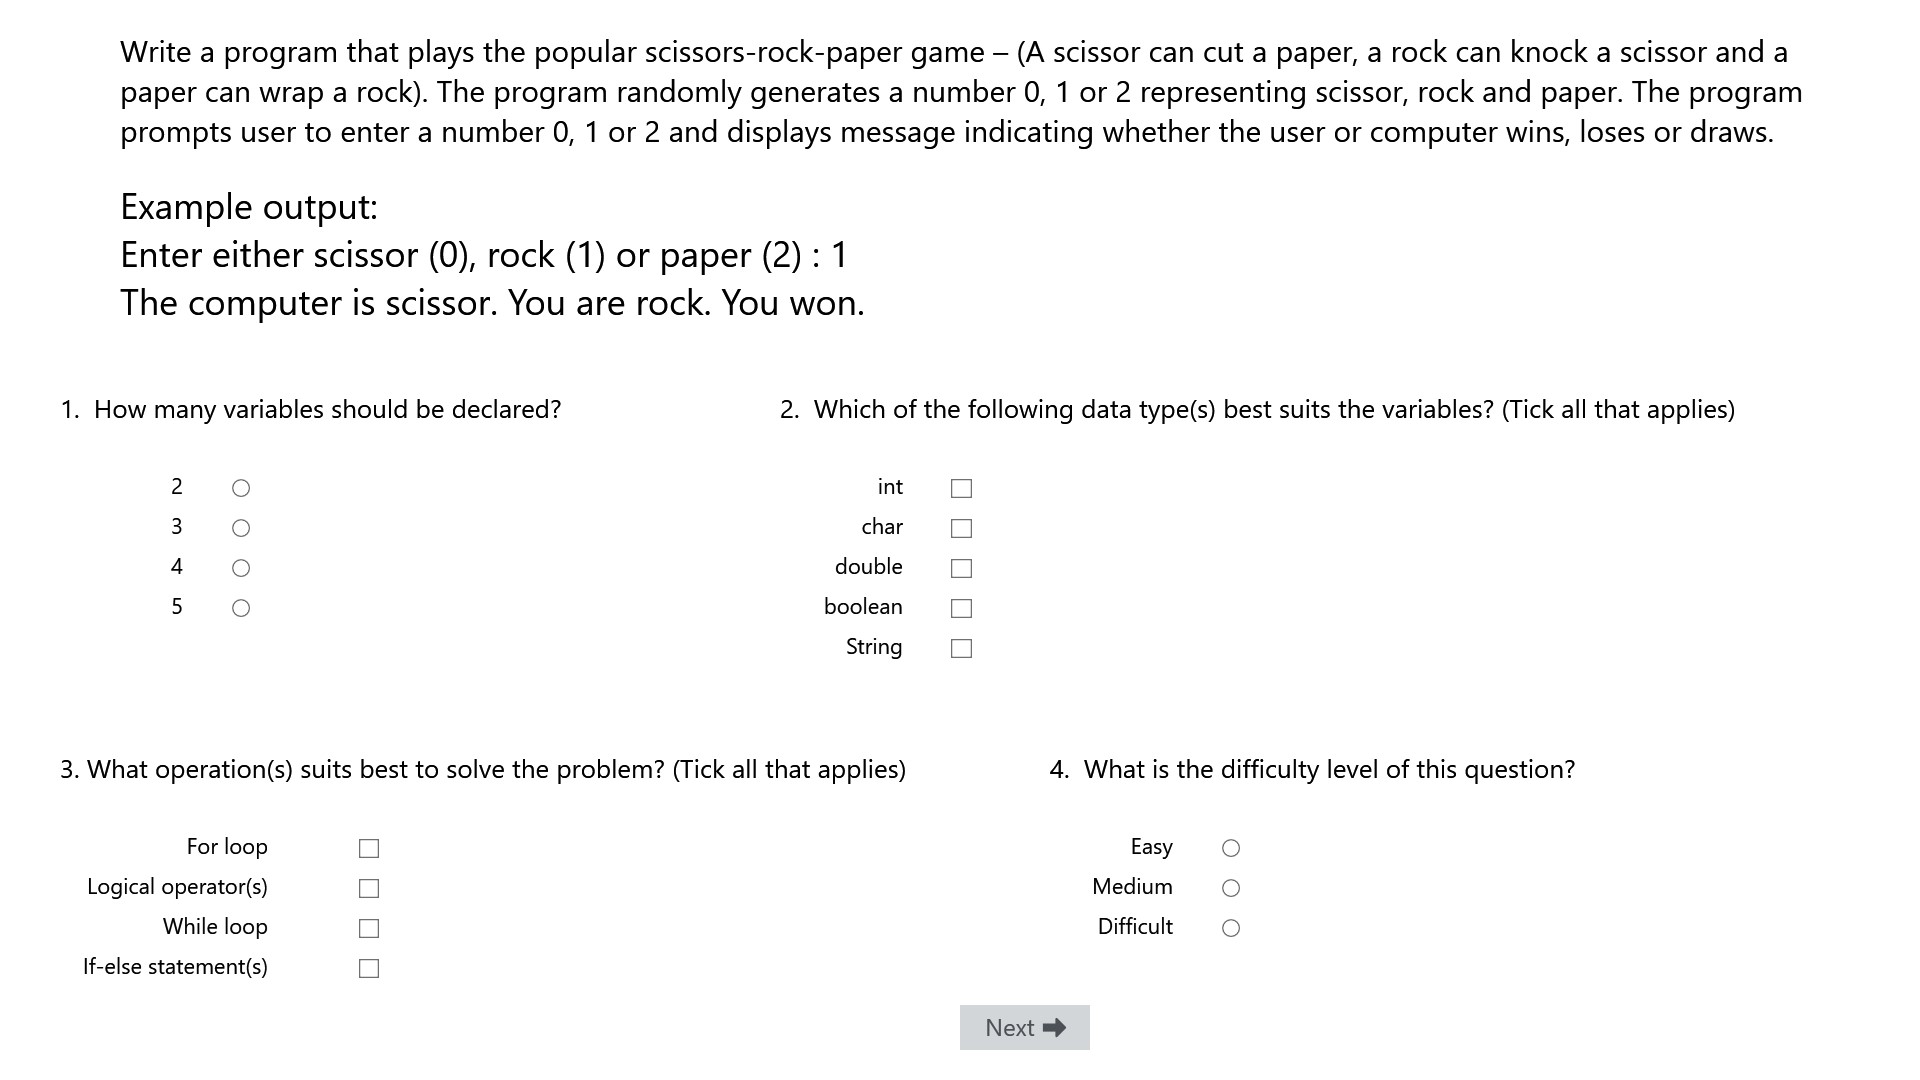 Write a program that plays the popular scissors-rock-paper game – (A scissor can cut a paper, a rock can knock a scissor and a
paper can wrap a rock). The program randomly generates a number 0, 1 or 2 representing scissor, rock and paper. The program
prompts user to enter a number 0, 1 or 2 and displays message indicating whether the user or computer wins, loses or draws.
Example output:
Enter either scissor (0), rock (1) or paper (2) : 1
The computer is scissor. You are rock. You won.
1. How many variables should be declared?
2
3
4
5
2. Which of the following data type(s) best suits the variables? (Tick all that applies)
int
char
double
boolean
String
3. What operation(s) suits best to solve the problem? (Tick all that applies)
For loop
Logical operator(s)
While loop
If-else statement(s)
4. What is the difficulty level of this question?
Easy
Medium
Difficult
Next